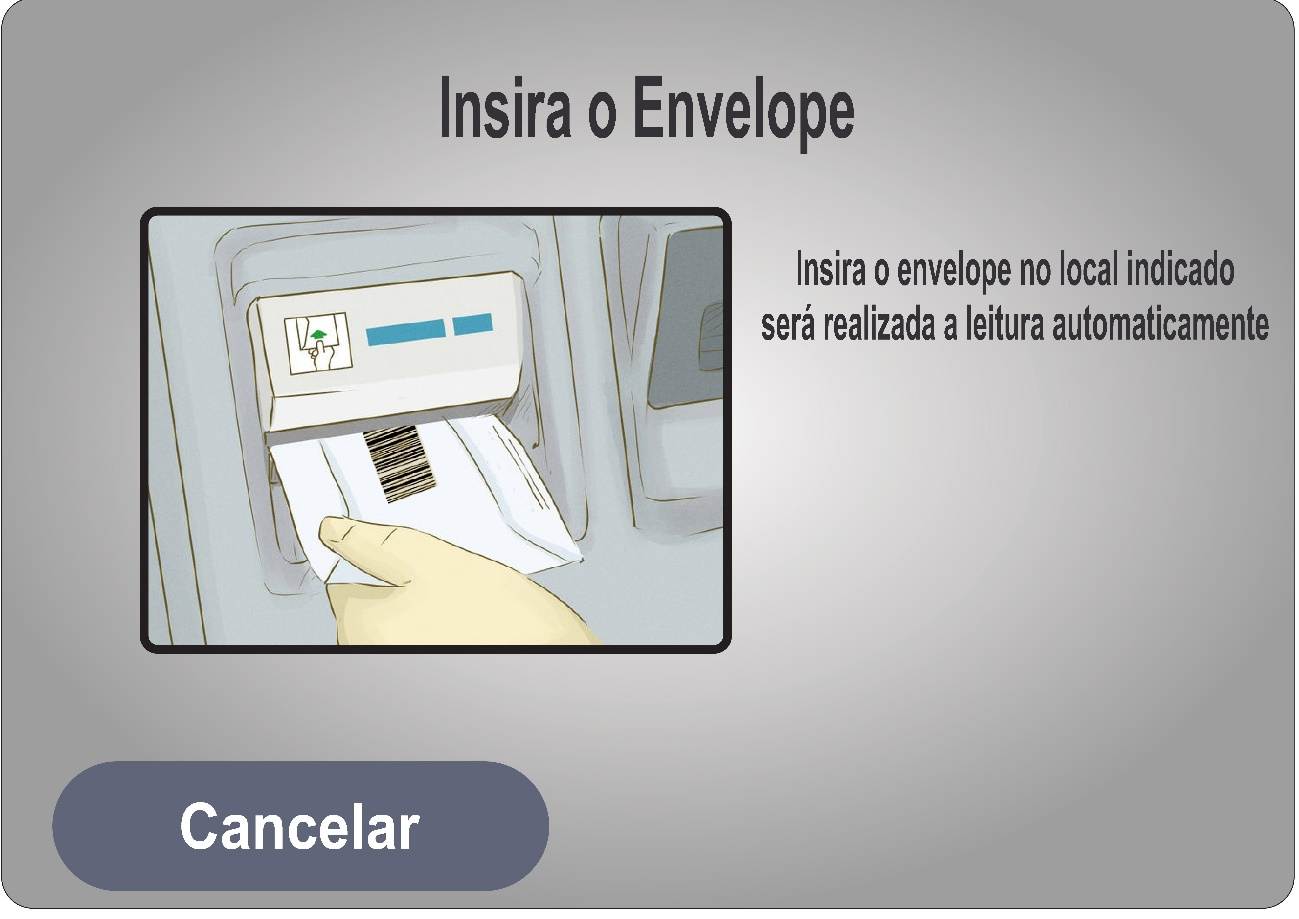 Insira o Envelope
Insira o envelope no local indicado
será realizada a leitura automaticamente
Cancelar